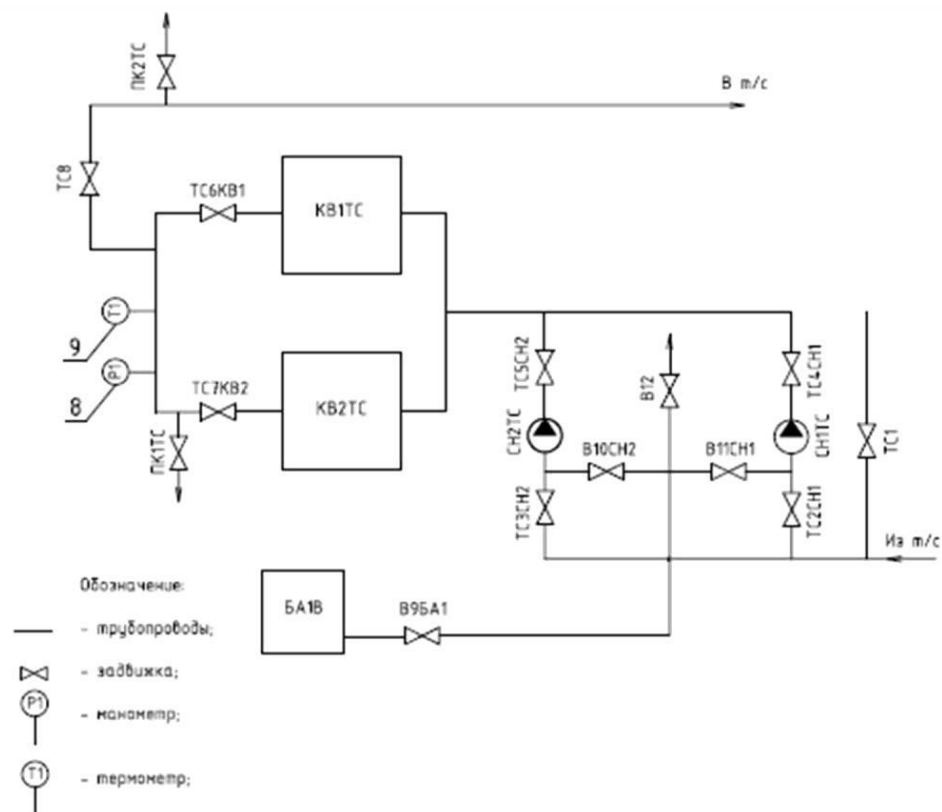 ПК2ТС
В т/с
ТС8
ТС6КВ1
КВ1ТС
Т1
9
Р1
8
ТС7КВ2
КВ2ТС
ПК1ТС
ТС5СН2
В12
ТС4СН1
СН2ТС
СН1ТС
ТС1
В10СН2
В11СН1
ТС3СН2
ТС2СН1
Из т/с
Обозначение:
БА1В
В9БА1
- трубопроводы;
- задвижка;
Р1
- манометр;
Т1
- термометр;